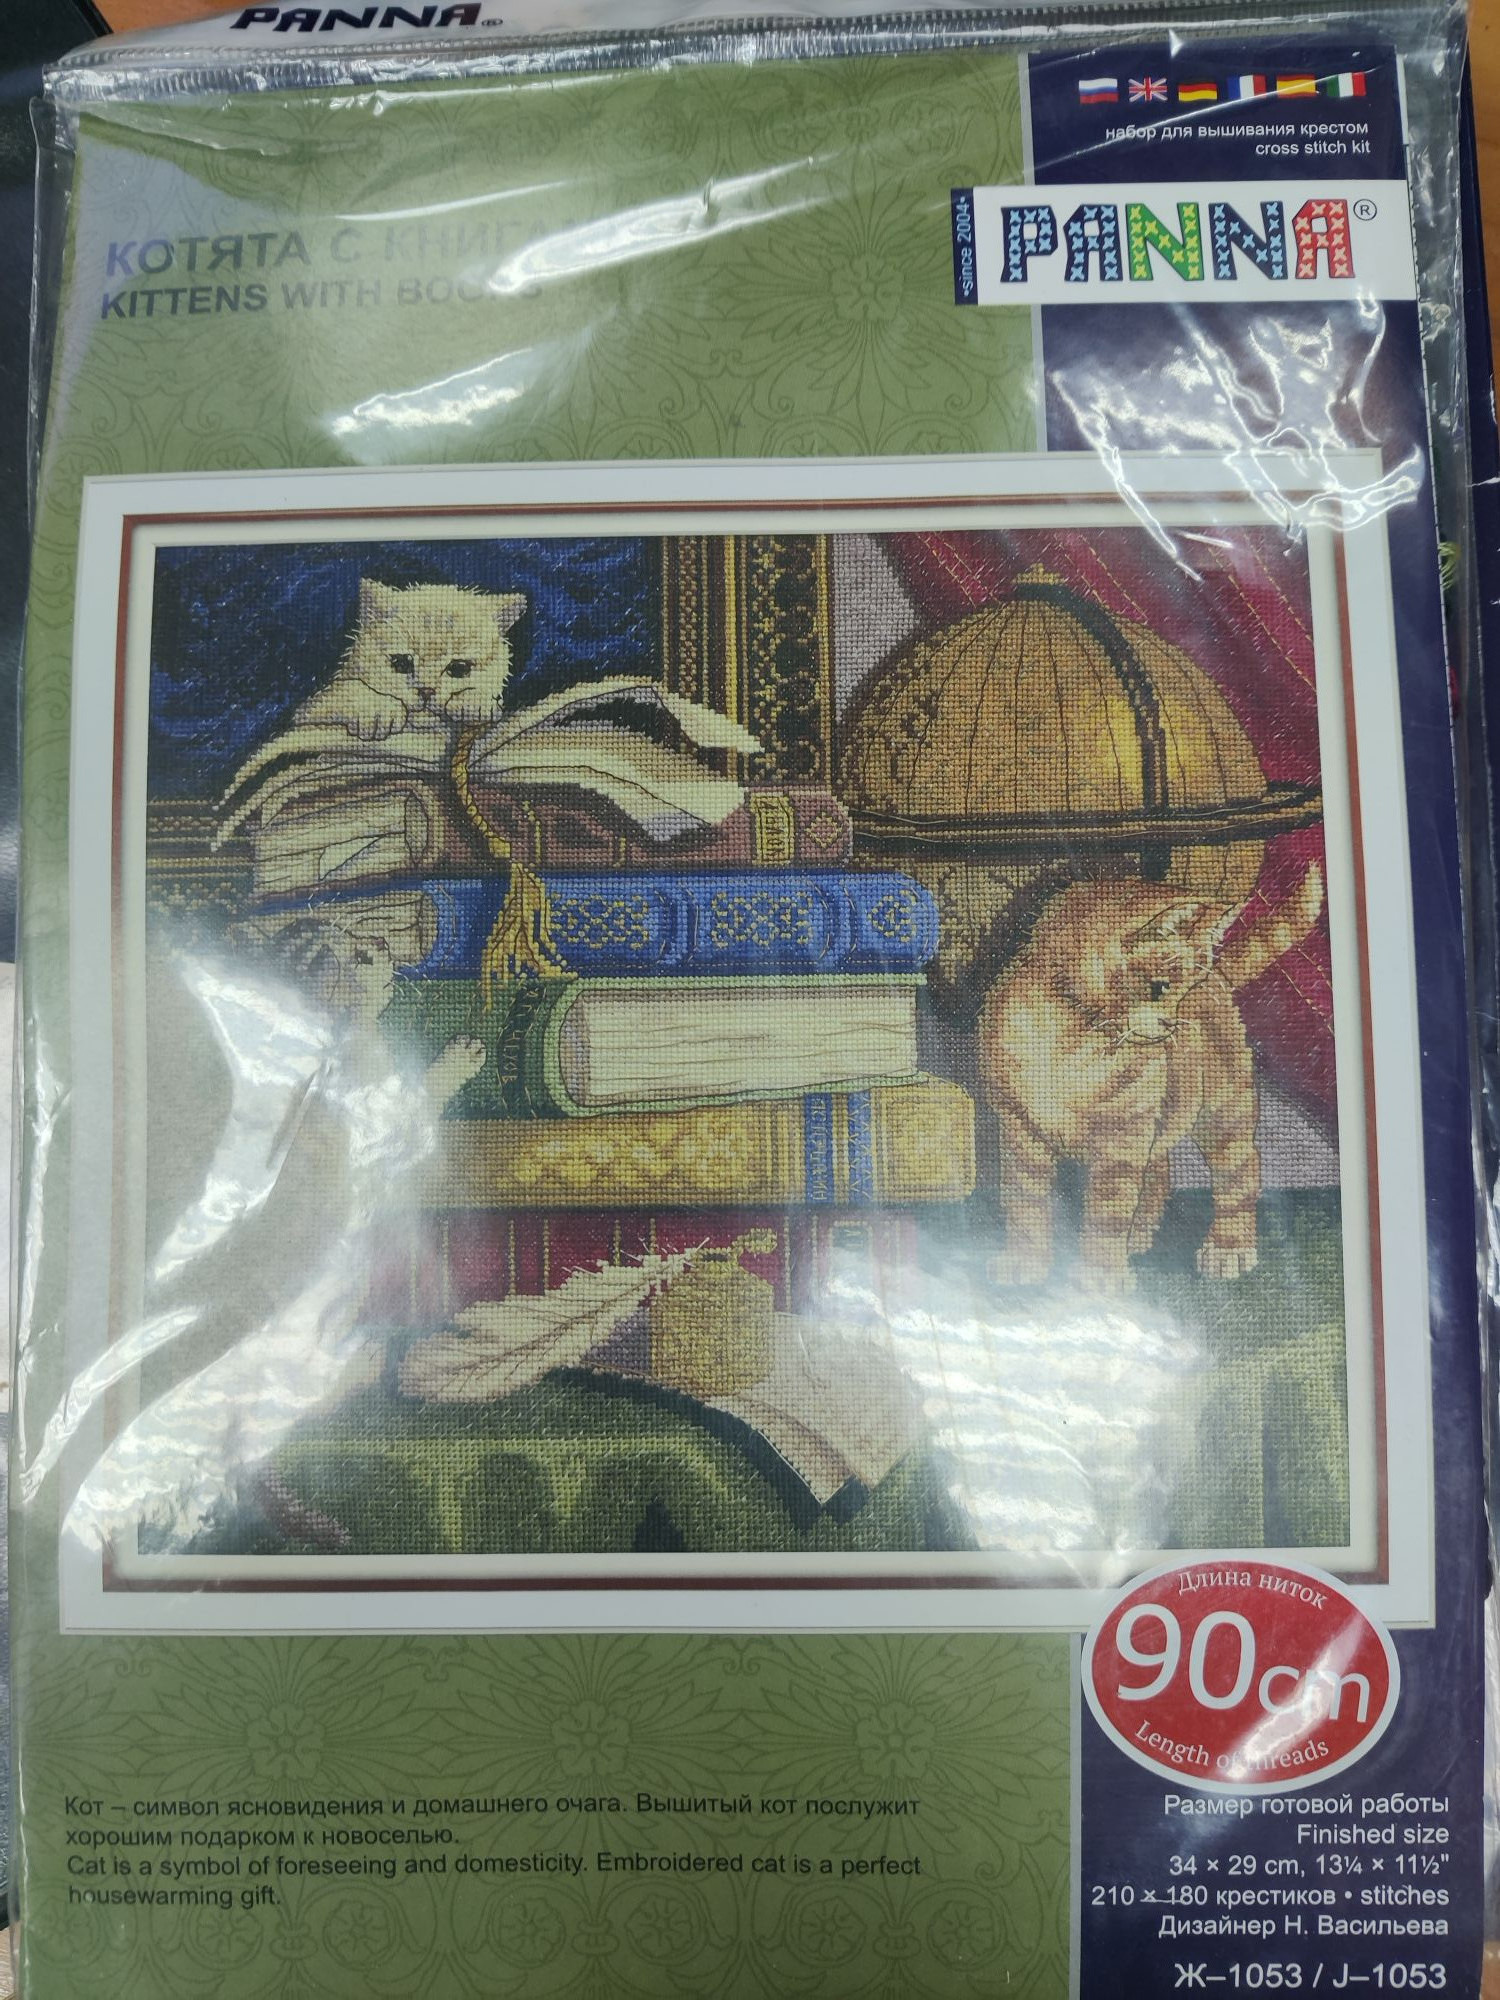 PANNA®
набор для вышивания крестом
cross stitch kit
•since 2004•
PANNA®
КОТЯТА С
KITTENS WITH BOOKS
Длина ниток
90cm
Length of threads
Кот – символ ясновидения и домашнего очага. Вышитый кот послужит
хорошим подарком к новоселью.
Cat is a symbol of foreseeing and domesticity. Embroidered cat is a perfect
housewarming gift.
Размер готовой работы
Finished size
34 × 29 cm, 13¼ × 11½"
210 × 180 крестиков • stitches
Дизайнер Н. Васильева
Ж–1053 / J–1053